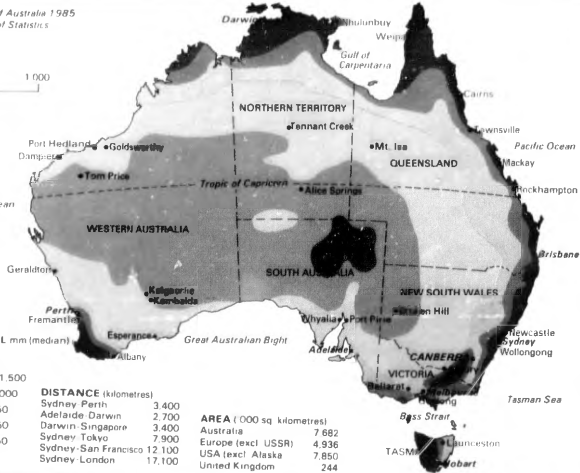 f Australia 1985
of Statistics
1 000
Darwin
Nhulunbuy
Weipa
Gulf of
Carpentaria
Cairns
NORTHERN TERRITORY
Tennant Creek
Townsville
Port Hedland
Goldsworthy
Mt. Isa
Pacific Ocean
Dampier
QUEENSLAND
Mackay
Tom Price
Tropic of Capricorn
Alice Springs
Rockhampton
WESTERN AUSTRALIA
Brisbane
Geraldton
SOUTH AUSTRALIA
Kalgoorlie
Kambalda
NEW SOUTH WALES
Perth
Fremantle
Whyalla
Port Pirie
Broken Hill
Newcastle
Sydney
Wollongong
L mm (median)
Esperance
Great Australian Bight
Adelaide
CANBERRA
Albany
VICTORIA
Ballarat
Tasman Sea
Bass Strait
Launceston
TASM
Hobart
1,500
DISTANCE (kilometres)
Sydney-Perth 3,400
Adelaide-Darwin 2,700
Darwin-Singapore 3,400
Sydney-Tokyo 7,900
Sydney-San Francisco 12,100
Sydney-London 17,100
AREA ('000 sq. kilometres)
Australia 7,682
Europe (excl. USSR) 4,936
USA (excl. Alaska 7,850
United Kingdom 244